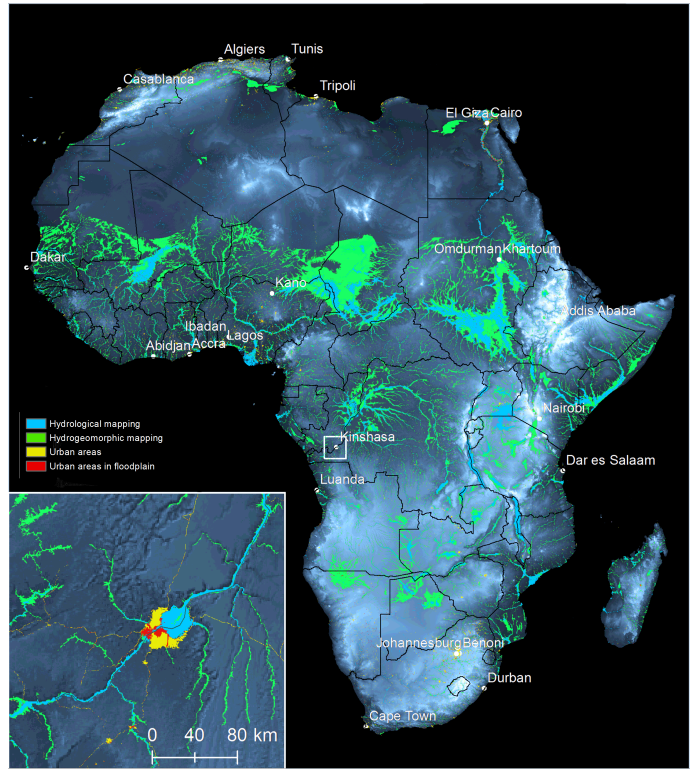 Algiers
Tunis
Casablanca
Tripoli
El Giza Cairo
Dakar
Omdurman Khartoum
Kano
Addis Ababa
Ibadan
Lagos
Abidjan Accra
Nairobi
Hydrological mapping
Hydrogeomorphic mapping
Urban areas
Urban areas in floodplain
Kinshasa
Dar es Salaam
Luanda
Johannesburg Benoni
Durban
Cape Town
0 40 80 km